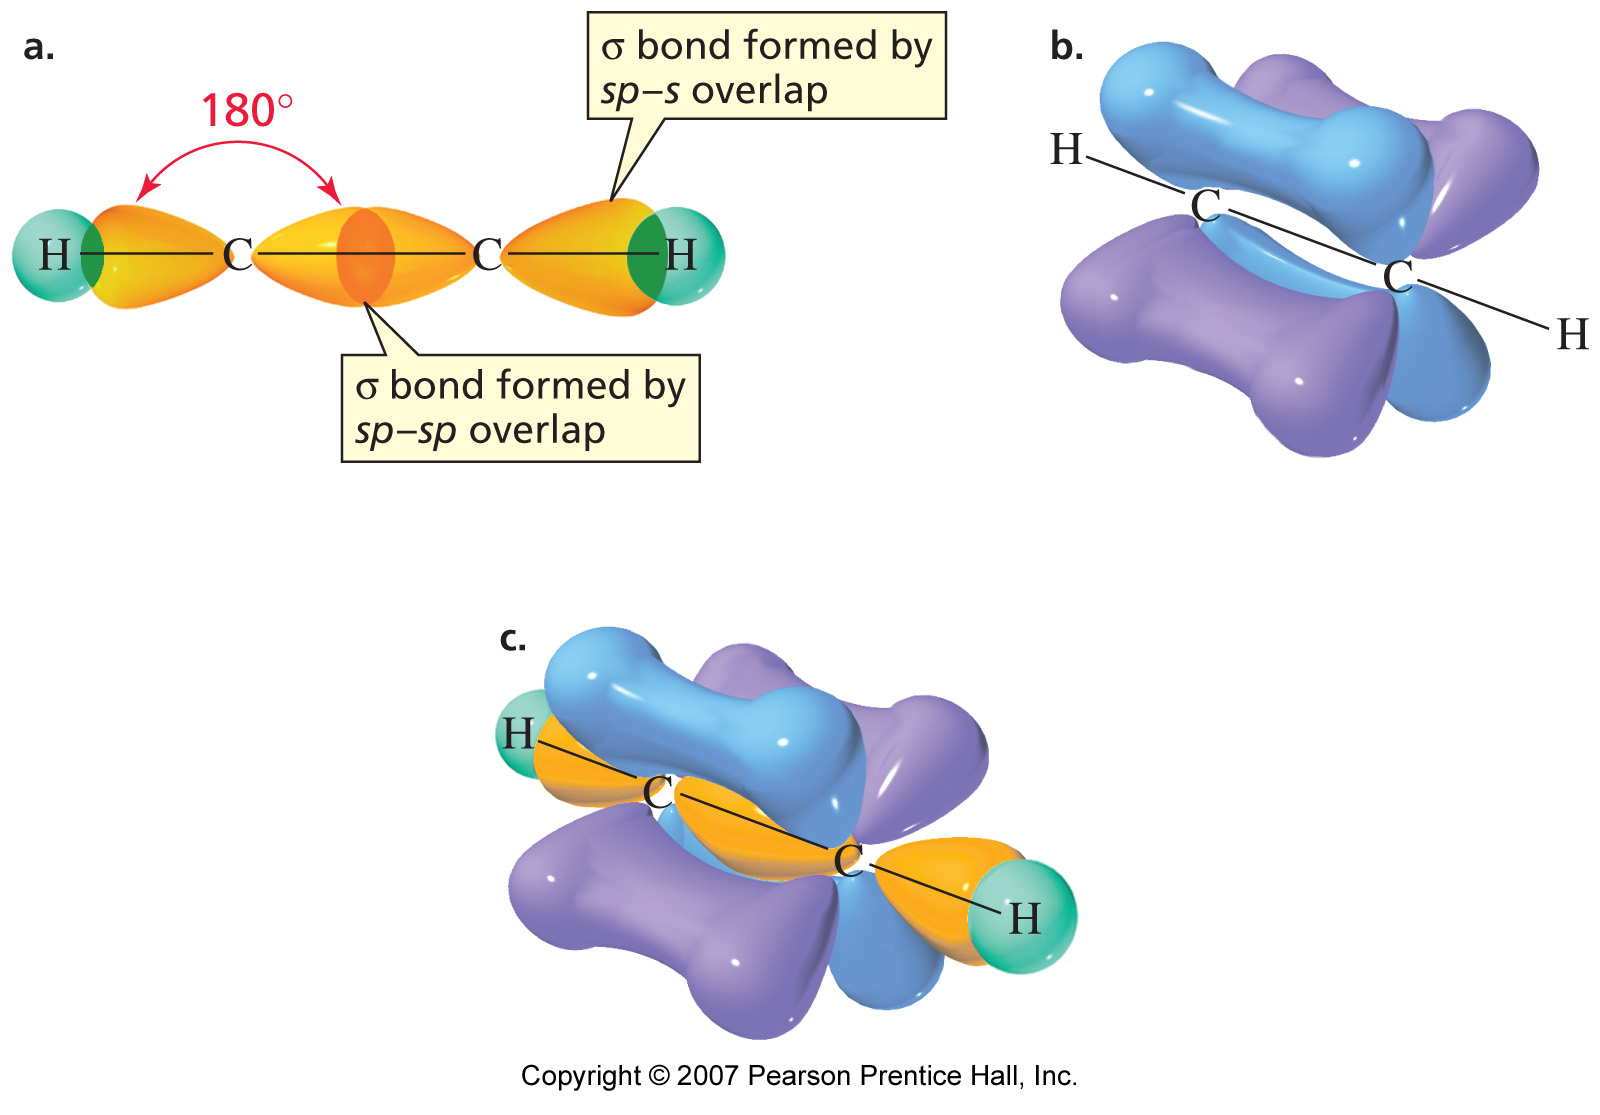 a.
σ bond formed by
sp–s overlap
180°
H C C H
σ bond formed by
sp–sp overlap
b.
H
C
C
H
c.
H
C
C
H
Copyright © 2007 Pearson Prentice Hall, Inc.